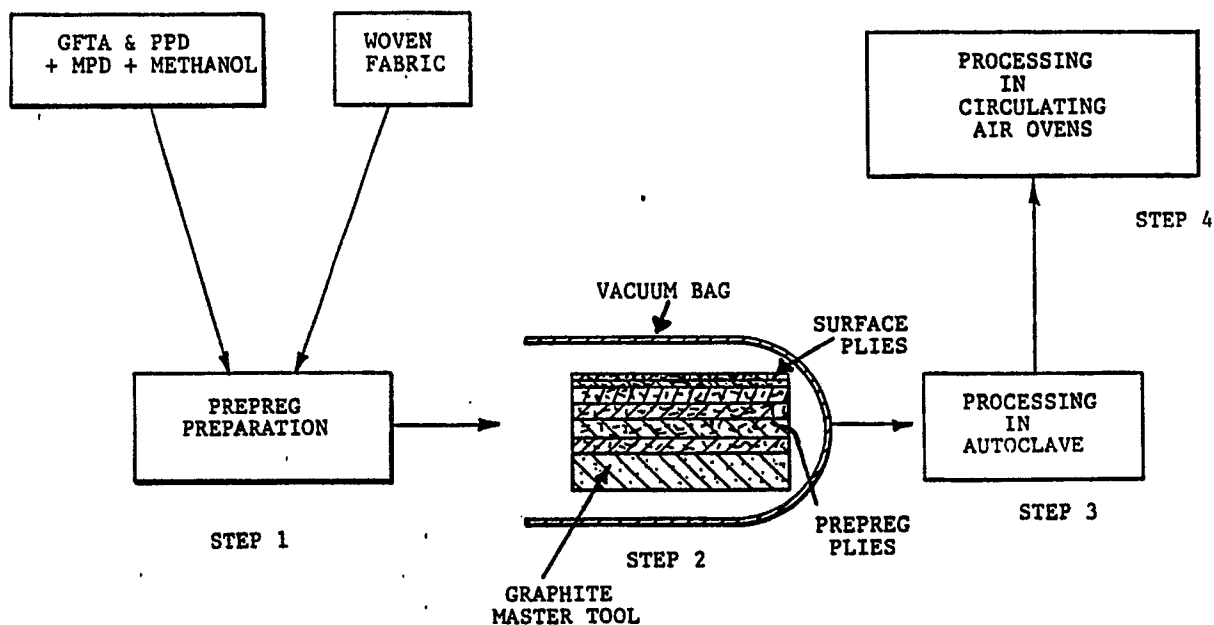 GFTA & PPD
+ MPD + METHANOL
WOVEN
FABRIC
PROCESSING
IN
CIRCULATING
AIR OVENS
STEP 4
VACUUM BAG
SURFACE
PLIES
PREPREG
PREPARATION
PROCESSING
IN
AUTOCLAVE
STEP 1
STEP 2
PREPREG
PLIES
STEP 3
GRAPHITE
MASTER TOOL